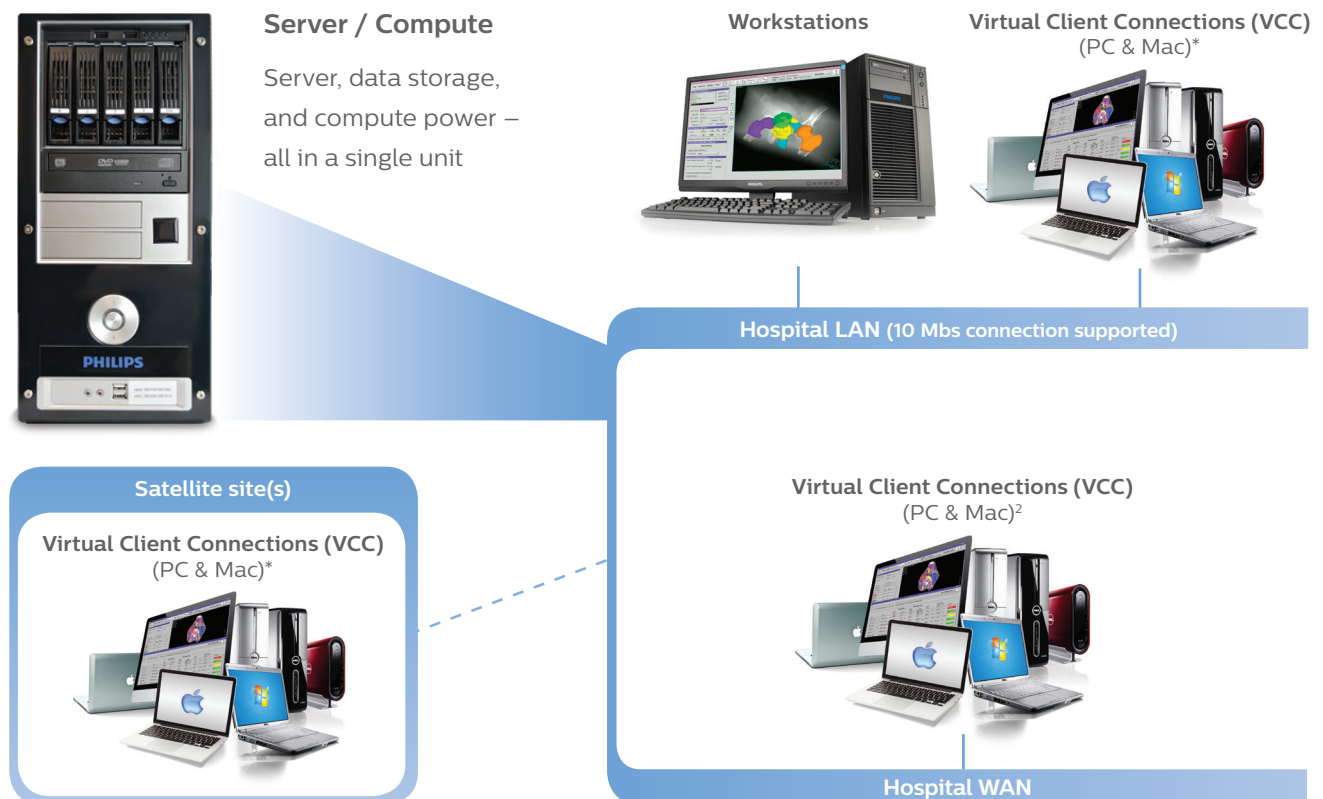 Server / Compute
Server, data storage,
and compute power –
all in a single unit
PHILIPS
Workstations
PHILIPS
PHILIPS
Virtual Client Connections (VCC)
(PC & Mac)*
Hospital LAN (10 Mbs connection supported)
Satellite site(s)
Virtual Client Connections (VCC)
(PC & Mac)*
Virtual Client Connections (VCC)
(PC & Mac)²
Hospital WAN